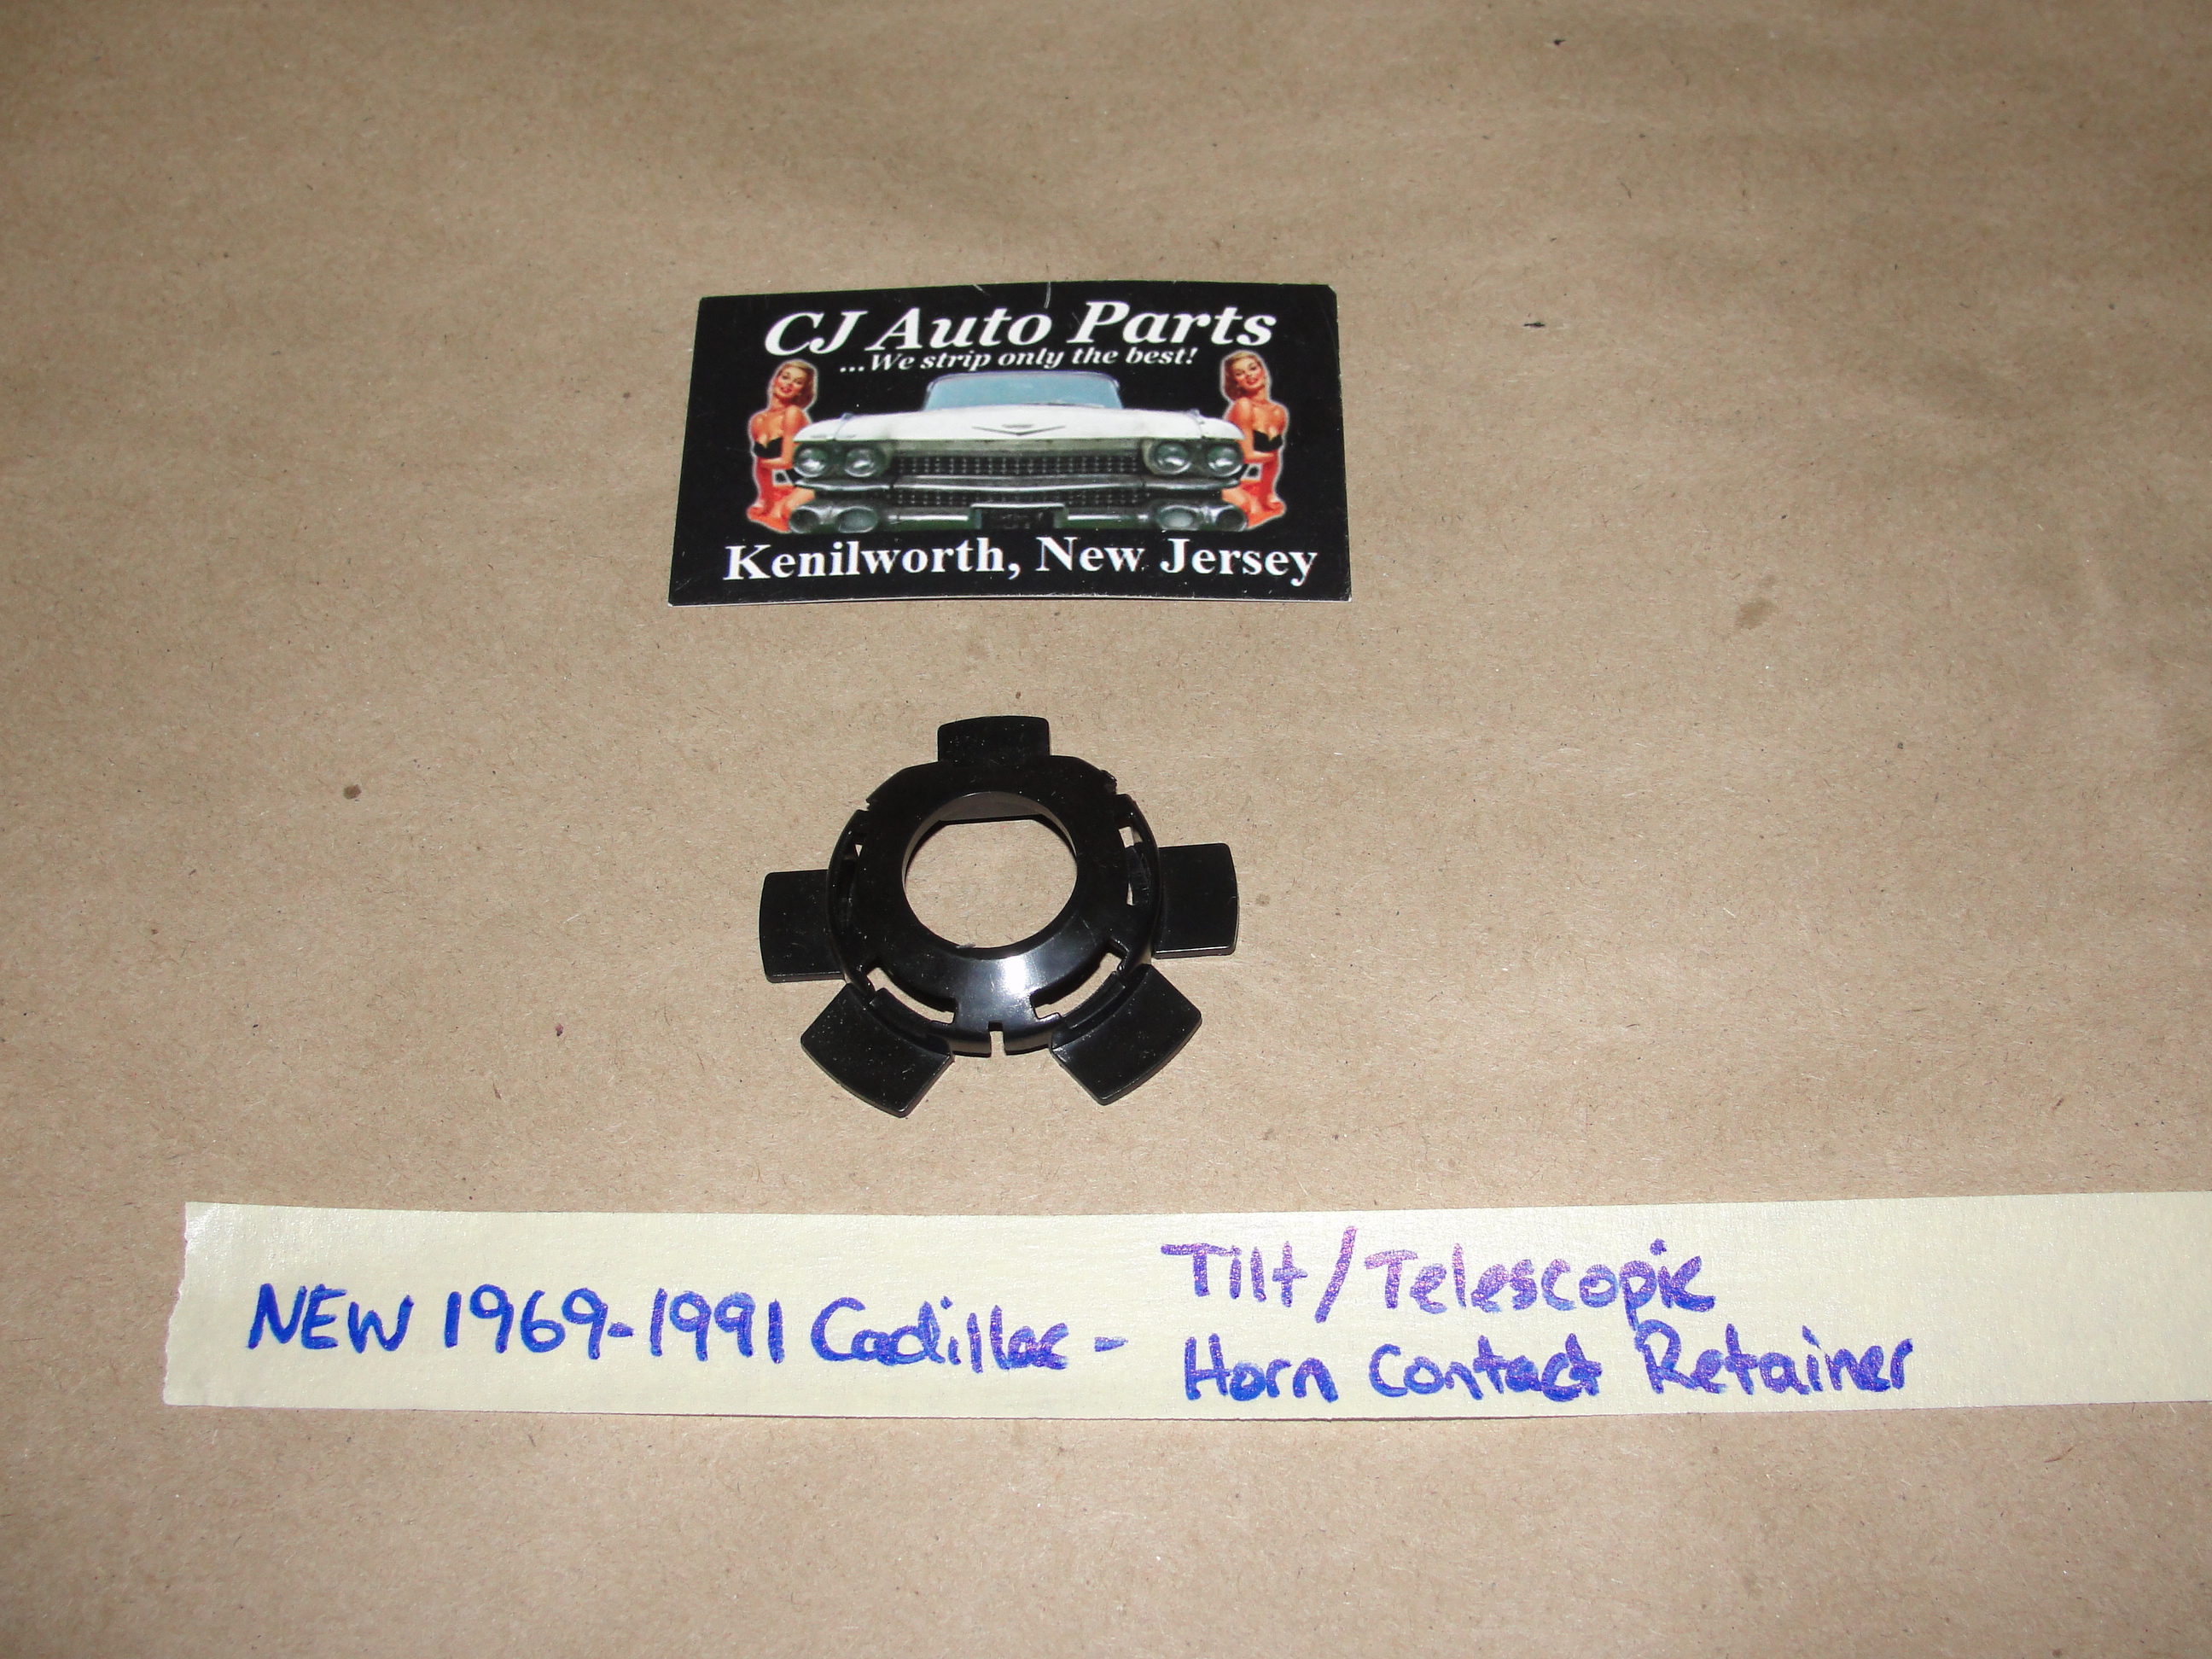 CJ Auto Parts
...We strip only the best!
Kenilworth, New Jersey
NEW 1969-1991 Cadillac - Tilt/Telescopic
Horn Contact Retainer